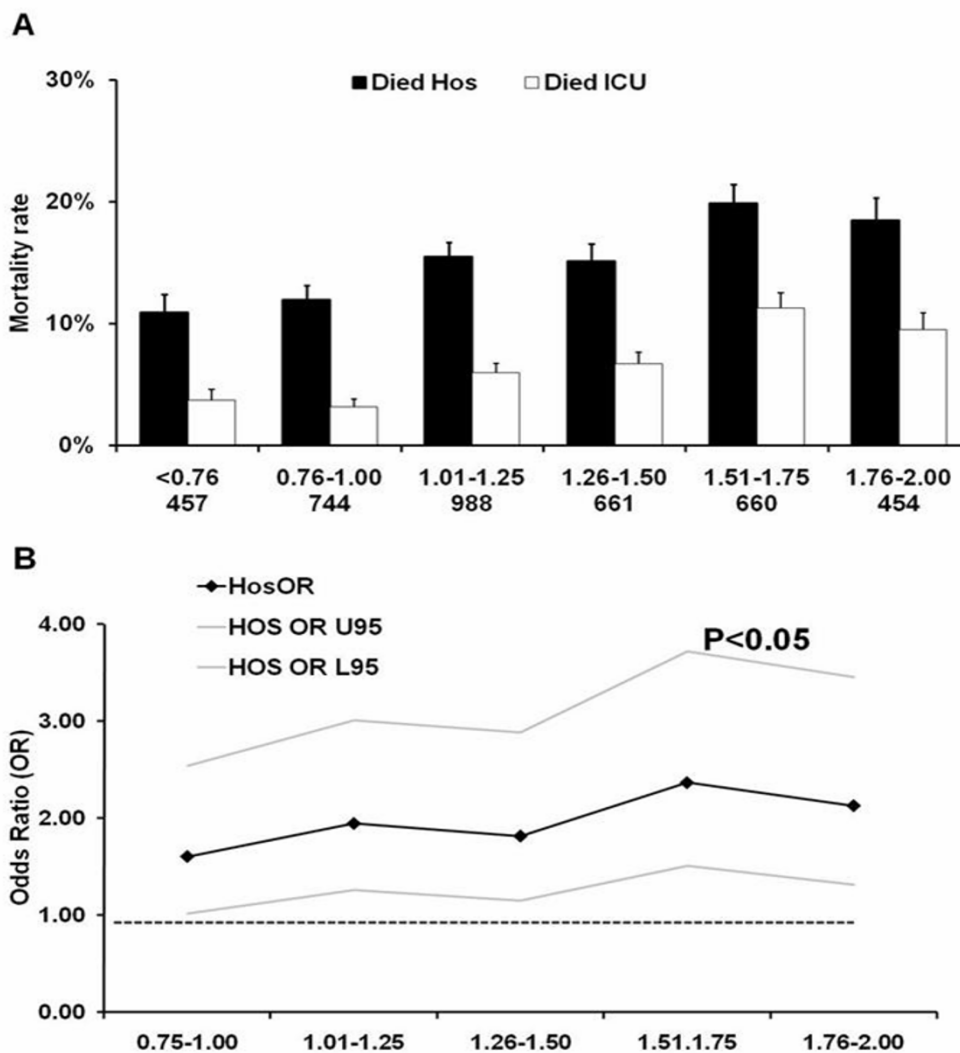 A
30%
Died Hos Died ICU
20%
Mortality rate
10%
0%
<0.76 0.76-1.00 1.01-1.25 1.26-1.50 1.51-1.75 1.76-2.00
457 744 988 661 660 454
B
HosOR
4.00
HOS OR U95
P<0.05
HOS OR L95
3.00
Odds Ratio (OR)
2.00
1.00
0.00
0.75-1.00 1.01-1.25 1.26-1.50 1.51.1.75 1.76-2.00